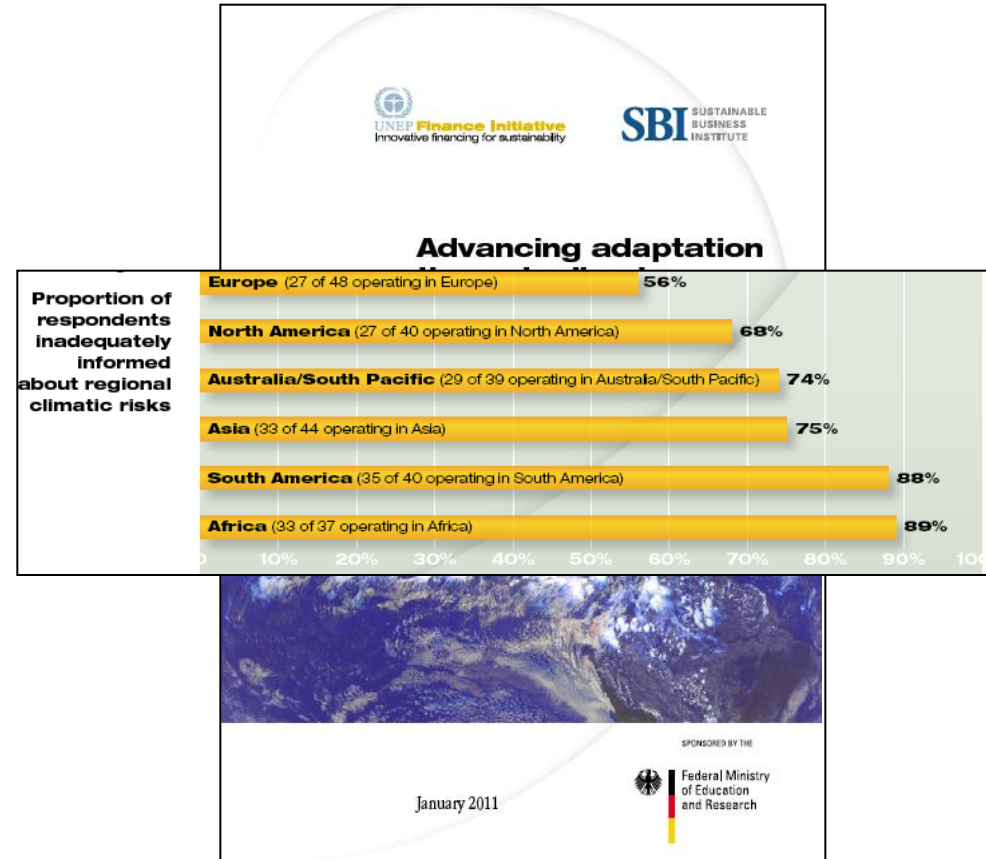 UNEP Finance Initiative
Innovative financing for sustainability
SBI SUSTAINABLE
BUSINESS
INSTITUTE
Advancing adaptation
Proportion of
respondents
inadequately
informed
about regional
climatic risks
Europe (27 of 48 operating in Europe) 56%
North America (27 of 40 operating in North America) 68%
Australia/South Pacific (29 of 39 operating in Australa/South Pacific) 74%
Asia (33 of 44 operating in Asia) 75%
South America (35 of 40 operating in South America) 88%
Africa (33 of 37 operating in Africa) 89%
0 10% 20% 30% 40% 50% 60% 70% 80% 90% 100
SPONSORED BY THE
Federal Ministry
of Education
and Research
January 2011